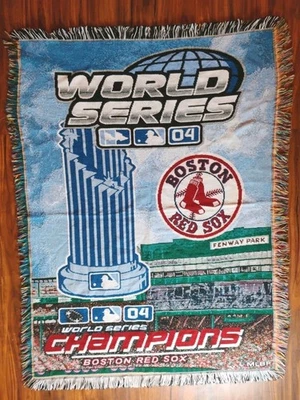 WORLD
SERIES
04
BOSTON
RED SOX
FENWAY PARK
04
WORLD SERIES
CHAMPIONS
BOSTON RED SOX